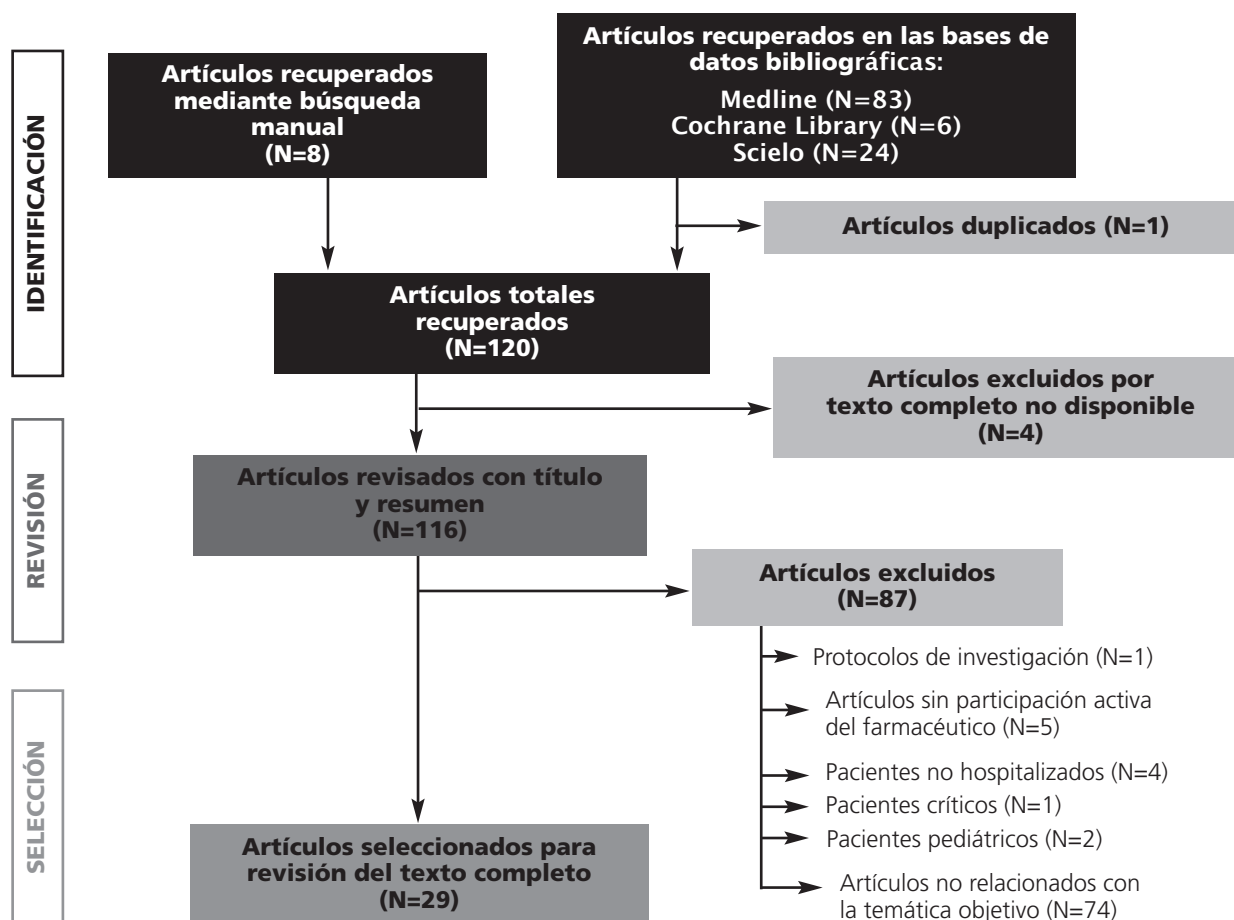 IDENTIFICACIÓN
Artículos recuperados
mediante búsqueda
manual
(N=8)
Artículos recuperados en las bases de
datos bibliográficas:
Medline (N=83)
Cochrane Library (N=6)
Scielo (N=24)
Artículos duplicados (N=1)
Artículos totales
recuperados
(N=120)
Artículos excluidos por
texto completo no disponible
(N=4)
REVISIÓN
Artículos revisados con título
y resumen
(N=116)
Artículos excluidos
(N=87)
Protocolos de investigación (N=1)
Artículos sin participación activa
del farmacéutico (N=5)
Pacientes no hospitalizados (N=4)
Pacientes críticos (N=1)
Pacientes pediátricos (N=2)
Artículos no relacionados con
la temática objetivo (N=74)
SELECCIÓN
Artículos seleccionados para
revisión del texto completo
(N=29)